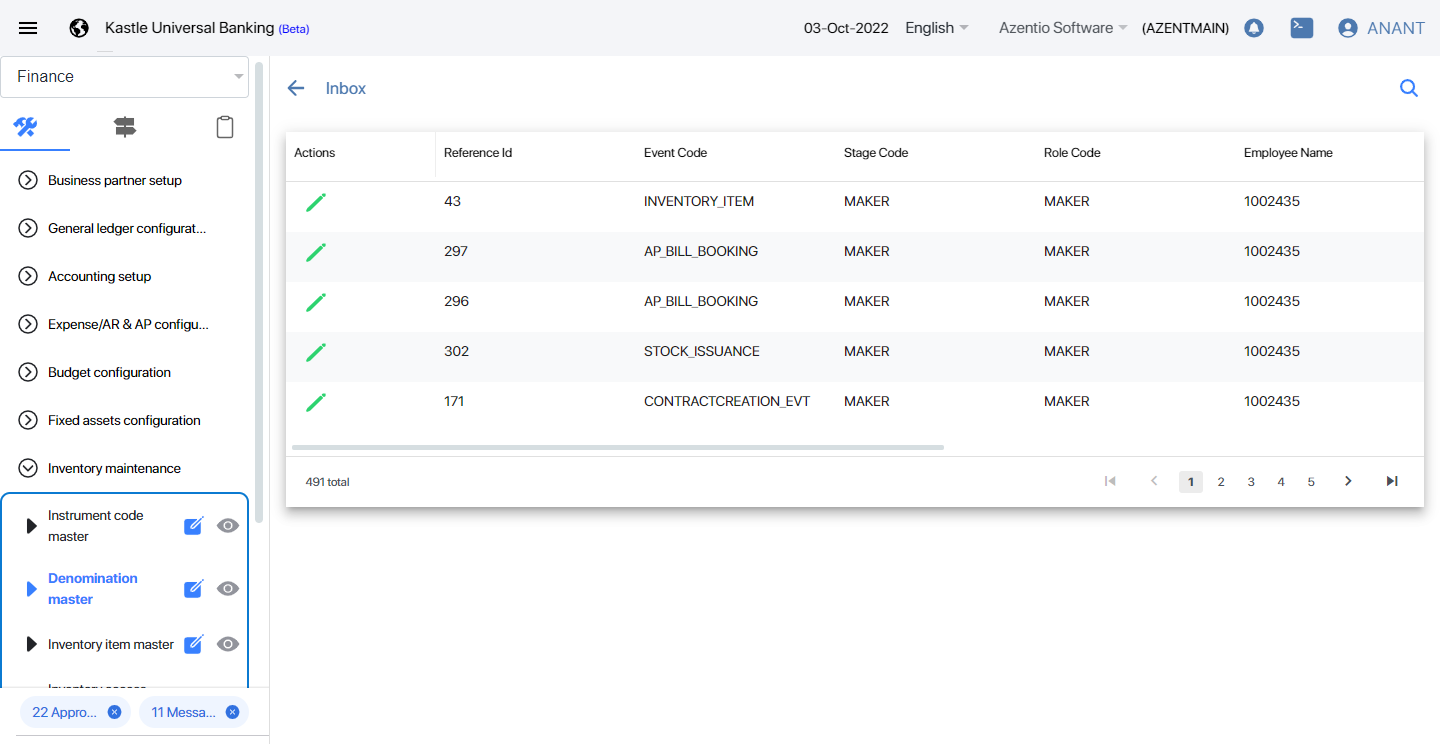 Kastle Universal Banking (Beta)
03-Oct-2022 English Azentio Software (AZENTMAIN) ANANT
Finance
Business partner setup
General ledger configurat...
Accounting setup
Expense/AR & AP configu...
Budget configuration
Fixed assets configuration
Inventory maintenance
Instrument code
master
Denomination
master
Inventory item master
22 Appro...
11 Messa...
Inbox
Actions Reference Id Event Code Stage Code Role Code Employee Name
43 INVENTORY_ITEM MAKER MAKER 1002435
297 AP_BILL_BOOKING MAKER MAKER 1002435
296 AP_BILL_BOOKING MAKER MAKER 1002435
302 STOCK_ISSUANCE MAKER MAKER 1002435
171 CONTRACTCREATION_EVT MAKER MAKER 1002435
491 total 1 2 3 4 5